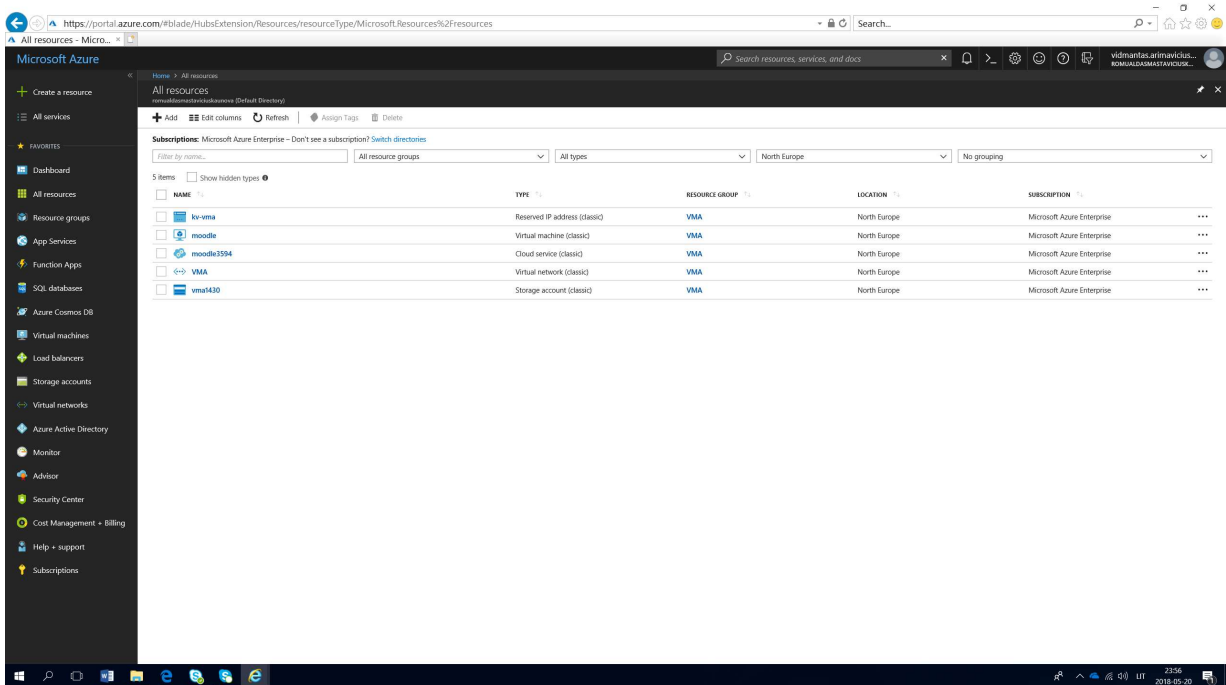 https://portal.azure.com/#blade/HubsExtension/Resources/resourceType/Microsoft.Resources%2Fresources
Search...
All resources - Micro...
Microsoft Azure
Search resources, services, and docs
vidmantas.arimavicius...
ROMUALDASMASTAVICIUSK...
Create a resource
All services
FAVORITES
Dashboard
All resources
Resource groups
App Services
Function Apps
SQL databases
Azure Cosmos DB
Virtual machines
Load balancers
Storage accounts
Virtual networks
Azure Active Directory
Monitor
Advisor
Security Center
Cost Management + Billing
Help + support
Subscriptions
Home > All resources
All resources
romualdasmastaviciuskaunova (Default Directory)
Add Edit columns Refresh Assign Tags Delete
Subscriptions: Microsoft Azure Enterprise – Don't see a subscription? Switch directories
Filter by name... All resource groups All types North Europe No grouping
5 items Show hidden types
NAME TYPE RESOURCE GROUP LOCATION SUBSCRIPTION
kv-vma Reserved IP address (classic) VMA North Europe Microsoft Azure Enterprise
moodle Virtual machine (classic) VMA North Europe Microsoft Azure Enterprise
moodle3594 Cloud service (classic) VMA North Europe Microsoft Azure Enterprise
VMA Virtual network (classic) VMA North Europe Microsoft Azure Enterprise
vma1430 Storage account (classic) VMA North Europe Microsoft Azure Enterprise
LIT
23:56
2018-05-20